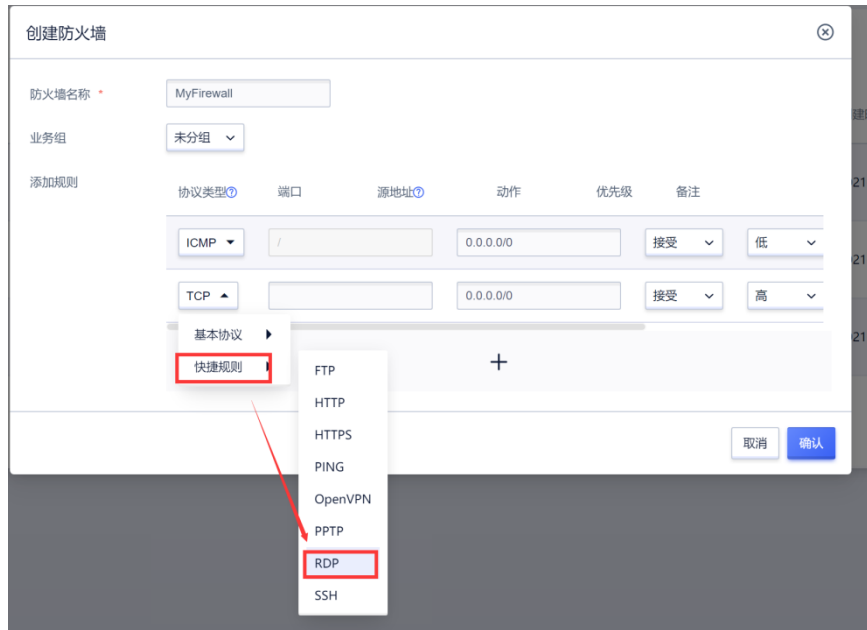 创建防火墙
防火墙名称 * MyFirewall
业务组 未分组
添加规则
协议类型 端口 源地址 动作 优先级 备注
ICMP / 0.0.0.0/0 接受 低
TCP 0.0.0.0/0 接受 高
基本协议
快捷规则
FTP
HTTP
HTTPS
PING
OpenVPN
PPTP
RDP
SSH
取消 确认
021
021
021